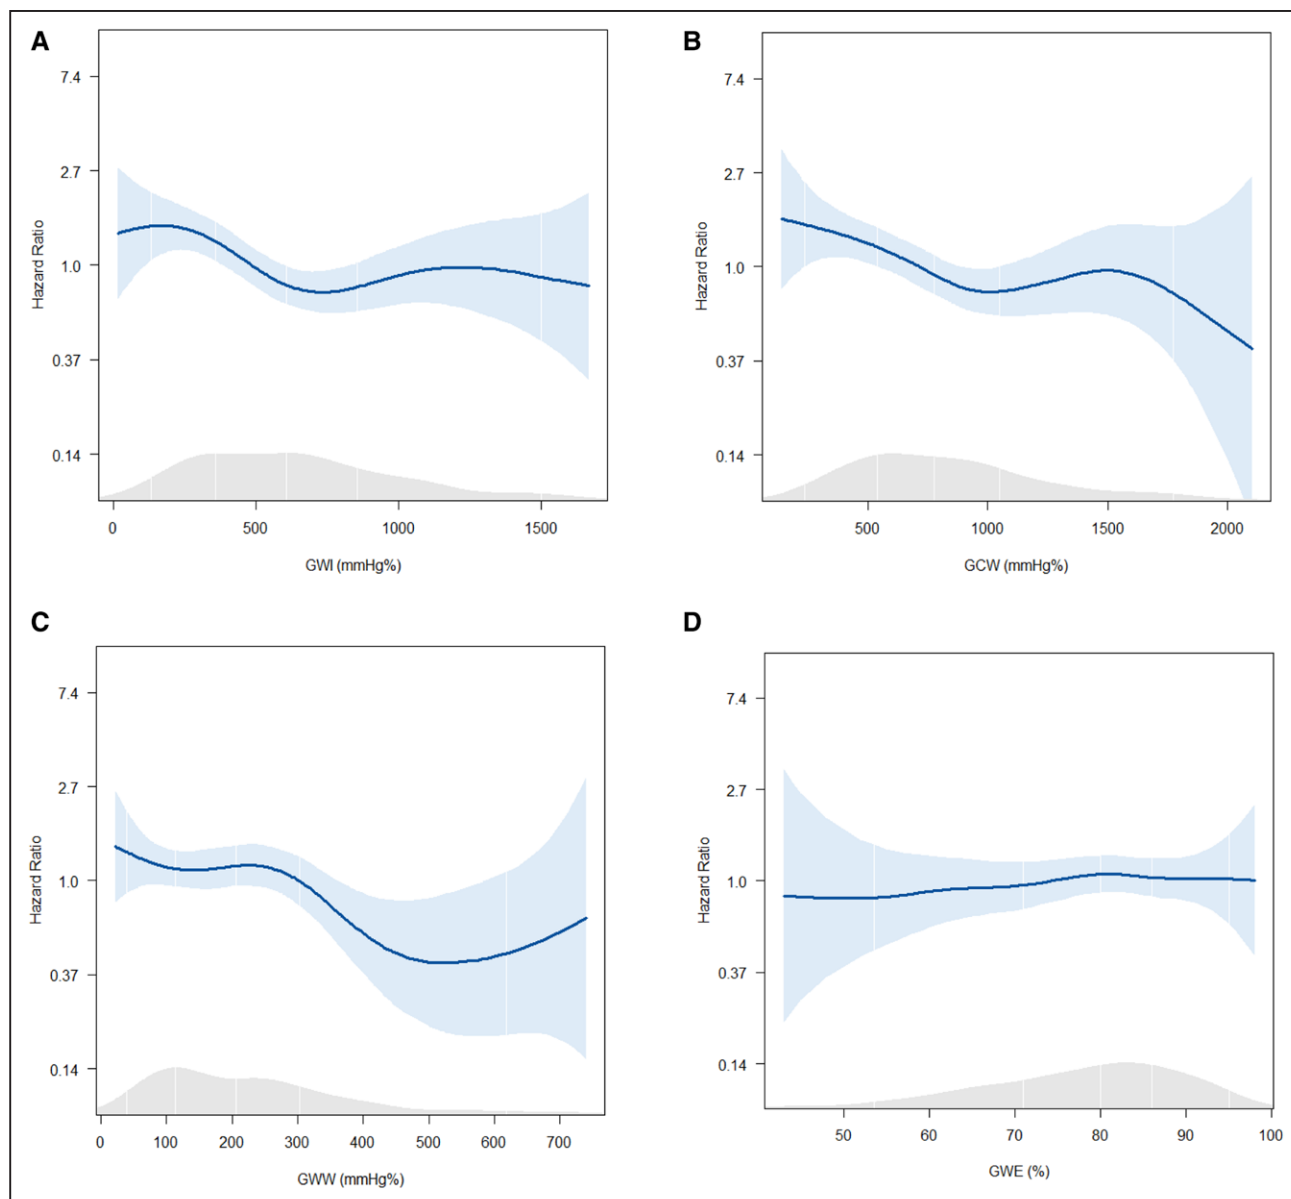 A
7.4
2.7
1.0
0.37
0.14
Hazard Ratio
0 500 1000 1500
GWI (mmHg%)
B
7.4
2.7
1.0
0.37
0.14
Hazard Ratio
500 1000 1500 2000
GCW (mmHg%)
C
7.4
2.7
1.0
0.37
0.14
Hazard Ratio
0 100 200 300 400 500 600 700
GWW (mmHg%)
D
7.4
2.7
1.0
0.37
0.14
Hazard Ratio
50 60 70 80 90 100
GWE (%)